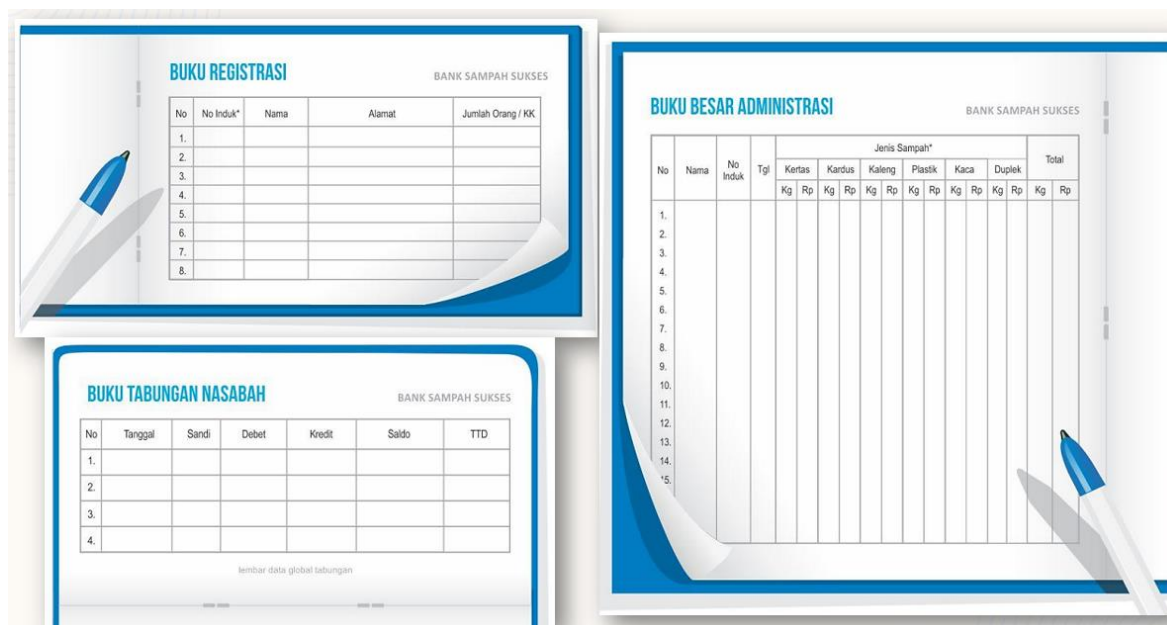 BUKU REGISTRASI
BANK SAMPAH SUKSES
No No Induk* Nama Alamat Jumlah Orang / KK
1.
2.
3.
4.
5.
6.
7.
8.
BUKU TABUNGAN NASABAH
BANK SAMPAH SUKSES
No Tanggal Sandi Debet Kredit Saldo TTD
1.
2.
3.
4.
lembar data global tabungan
BUKU BESAR ADMINISTRASI
BANK SAMPAH SUKSES
Jenis Sampah*
No Nama No Induk Tgl Kertas Kardus Kaleng Plastik Kaca Duplek Total
Kg Rp Kg Rp Kg Rp Kg Rp Kg Rp Kg Rp Kg Rp
1.
2.
3.
4.
5.
6.
7.
8.
9.
10.
11.
12.
13.
14.
15.